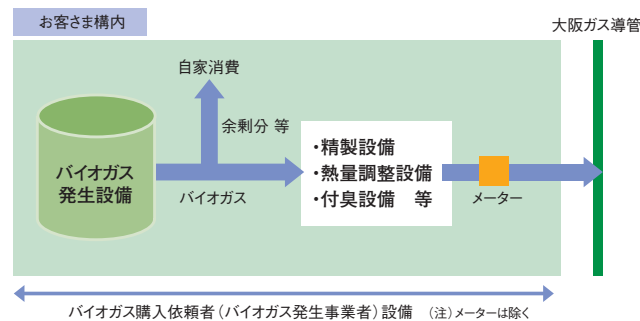 お客さま構内
大阪ガス導管
自家消費
余剰分 等
バイオガス
発生設備
バイオガス
・精製設備
・熱量調整設備
・付臭設備 等
メーター
バイオガス購入依頼者（バイオガス発生事業者）設備 （注）メーターは除く